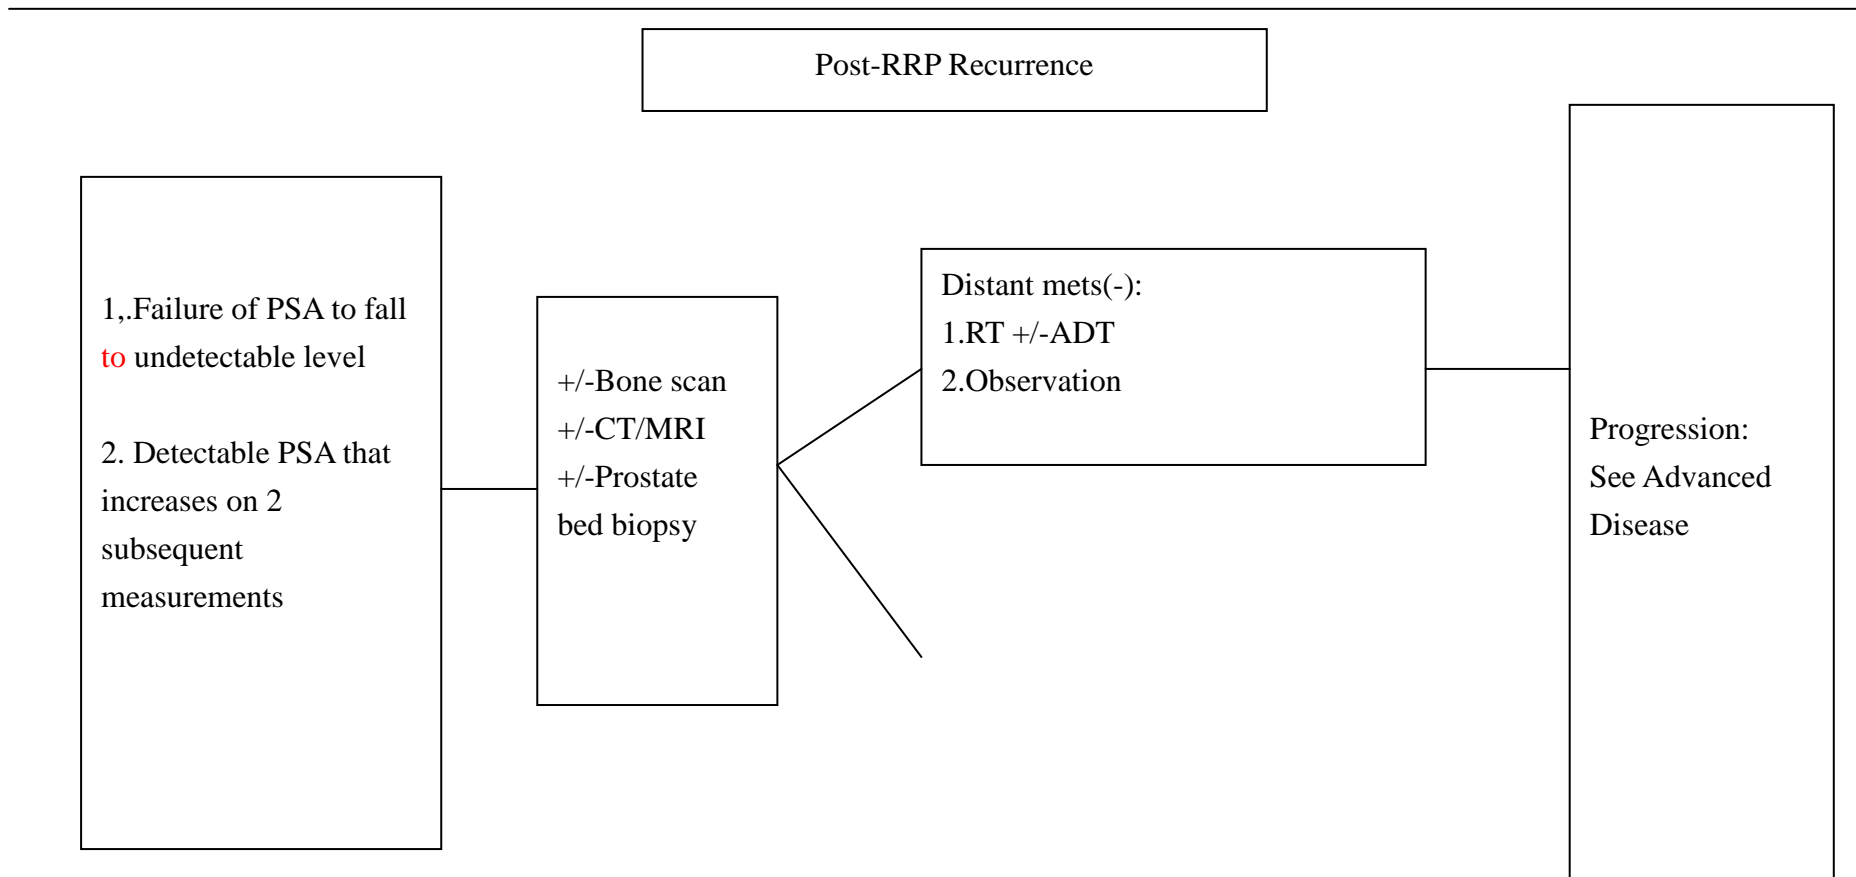 Post-RRP Recurrence
1,.Failure of PSA to fall
to undetectable level
2. Detectable PSA that
increases on 2
subsequent
measurements
+/-Bone scan
+/-CT/MRI
+/-Prostate
bed biopsy
Distant mets(-):
1.RT +/-ADT
2.Observation
Progression:
See Advanced
Disease